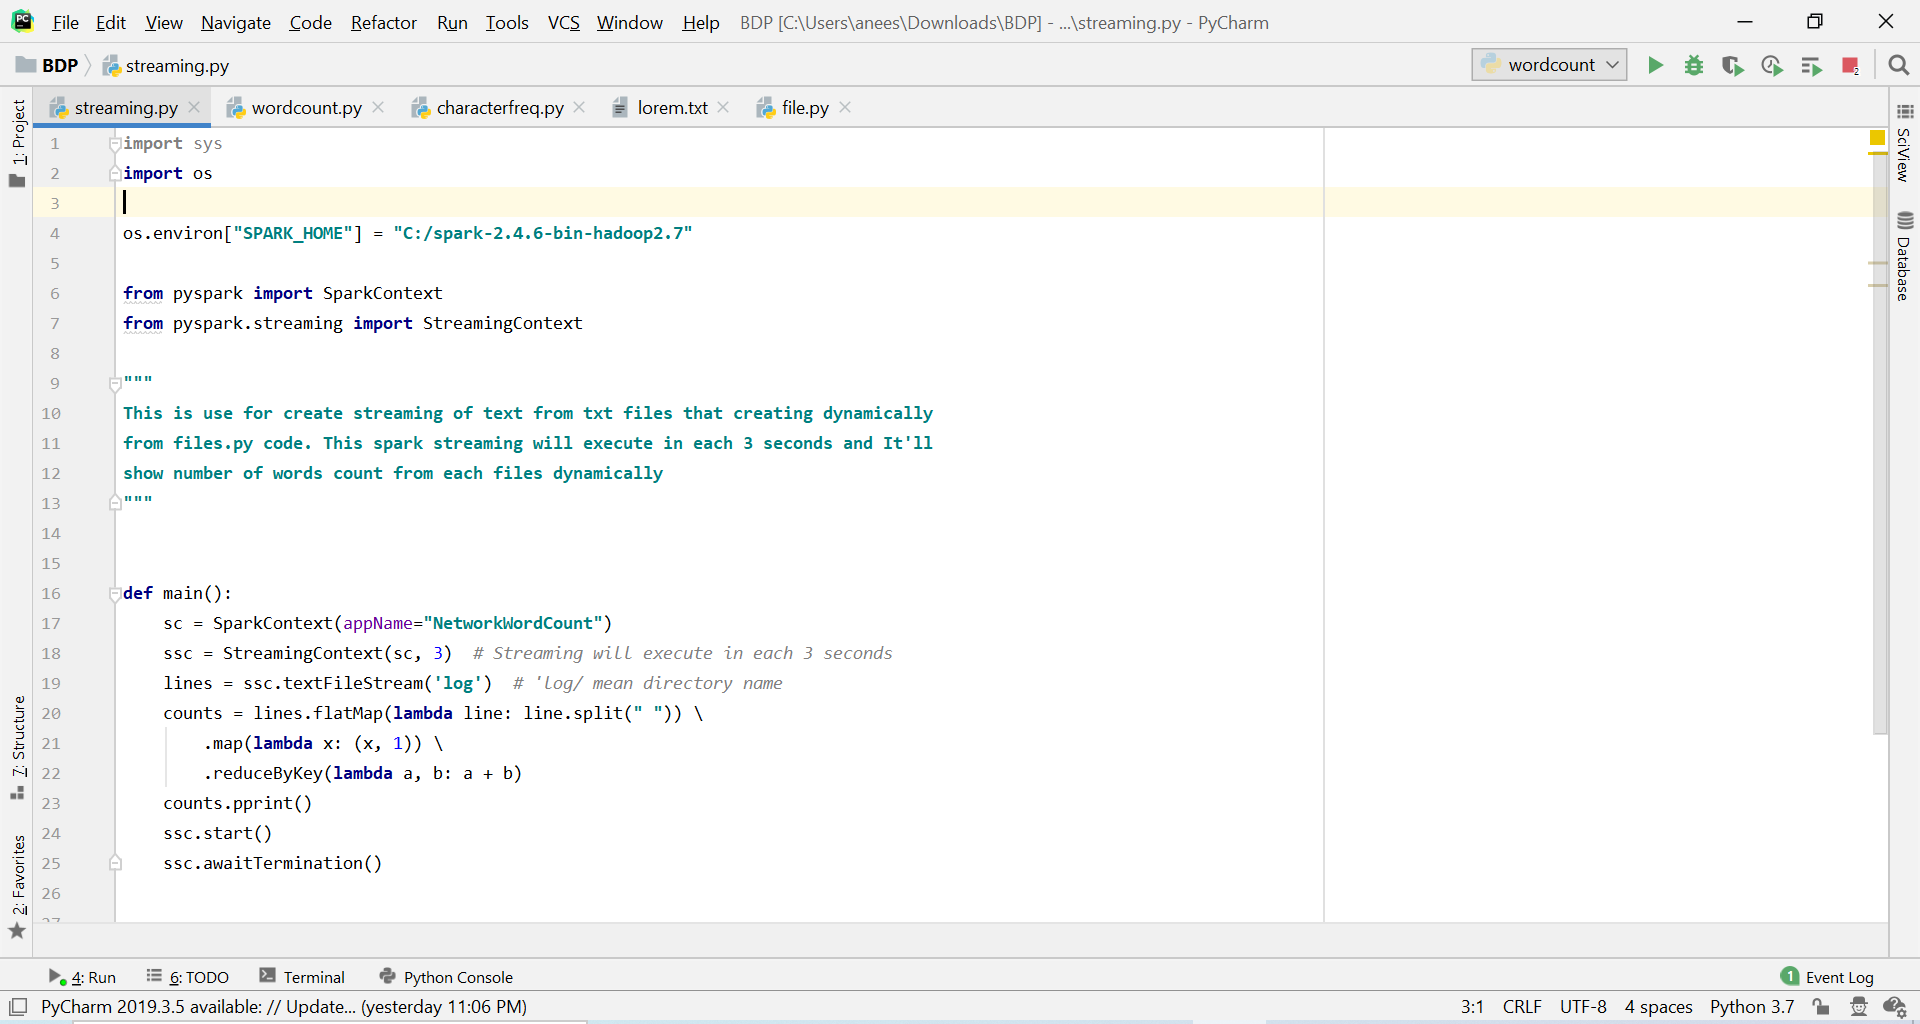 File Edit View Navigate Code Refactor Run Tools VCS Window Help BDP [C:\Users\anees\Downloads\BDP] - ...\streaming.py - PyCharm
BDP streaming.py wordcount
streaming.py wordcount.py characterfreq.py lorem.txt file.py
1: Project
7: Structure
2: Favorites
SciView
Database
1 import sys
2 import os
3
4 os.environ["SPARK_HOME"] = "C:/spark-2.4.6-bin-hadoop2.7"
5
6 from pyspark import SparkContext
7 from pyspark.streaming import StreamingContext
8
9 """
10 This is use for create streaming of text from txt files that creating dynamically
11 from files.py code. This spark streaming will execute in each 3 seconds and It'll
12 show number of words count from each files dynamically
13 """
14
15
16 def main():
17 sc = SparkContext(appName="NetworkWordCount")
18 ssc = StreamingContext(sc, 3) # Streaming will execute in each 3 seconds
19 lines = ssc.textFileStream('log') # 'log/ mean directory name
20 counts = lines.flatMap(lambda line: line.split(" ")) \
21 .map(lambda x: (x, 1)) \
22 .reduceByKey(lambda a, b: a + b)
23 counts.pprint()
24 ssc.start()
25 ssc.awaitTermination()
26
27
4: Run 6: TODO Terminal Python Console 1 Event Log
PyCharm 2019.3.5 available: // Update... (yesterday 11:06 PM) 3:1 CRLF UTF-8 4 spaces Python 3.7